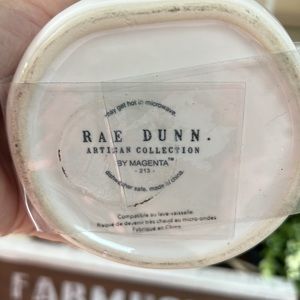 may get hot in microwave.
RAE DUNN.
ARTISAN COLLECTION
BY MAGENTA™
- 213 -
dishwasher safe, made in china.
Compatible au lave-vaisselle.
Risque de devenir très chaud au micro-ondes
Fabriqué en Chine.